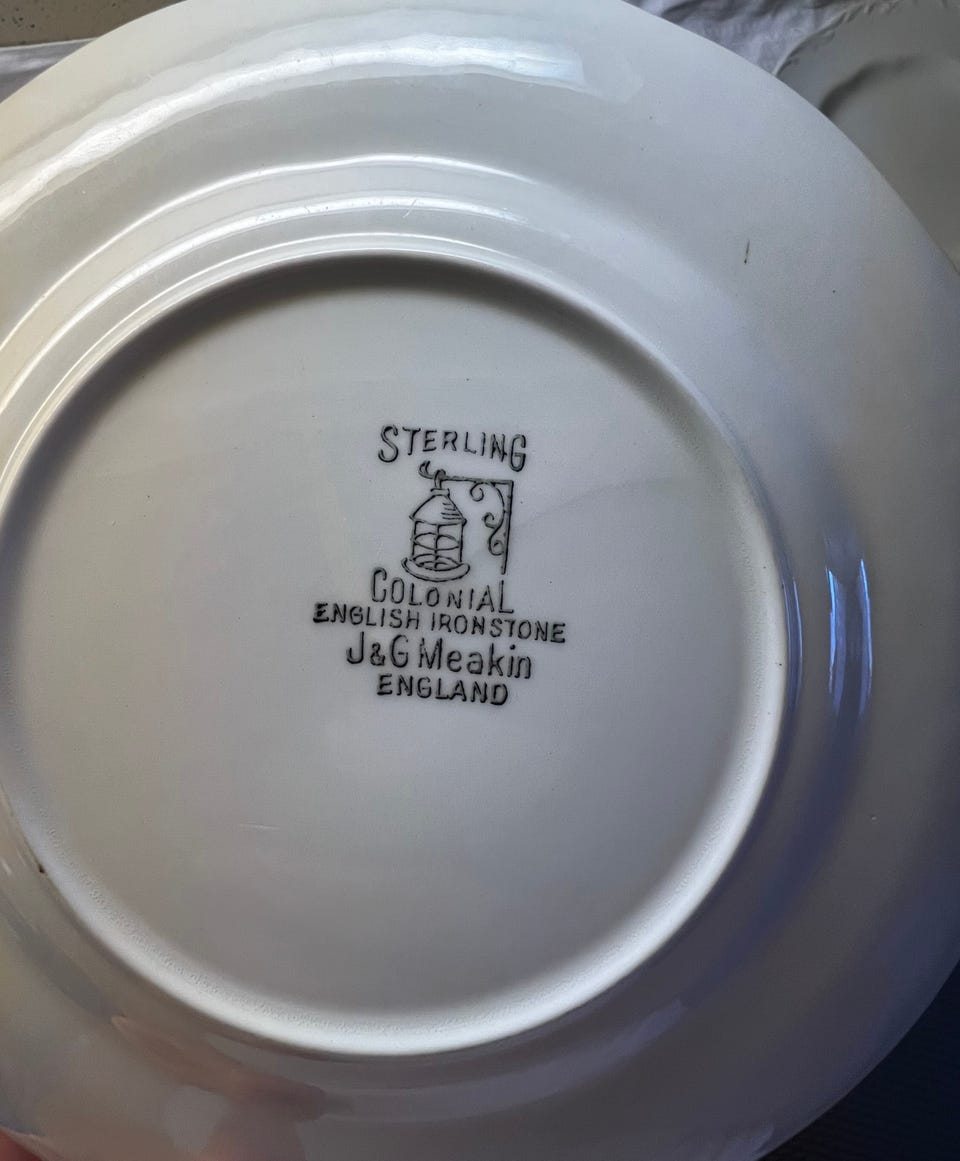 STERLING
COLONIAL
ENGLISH IRONSTONE
J&G Meakin
ENGLAND